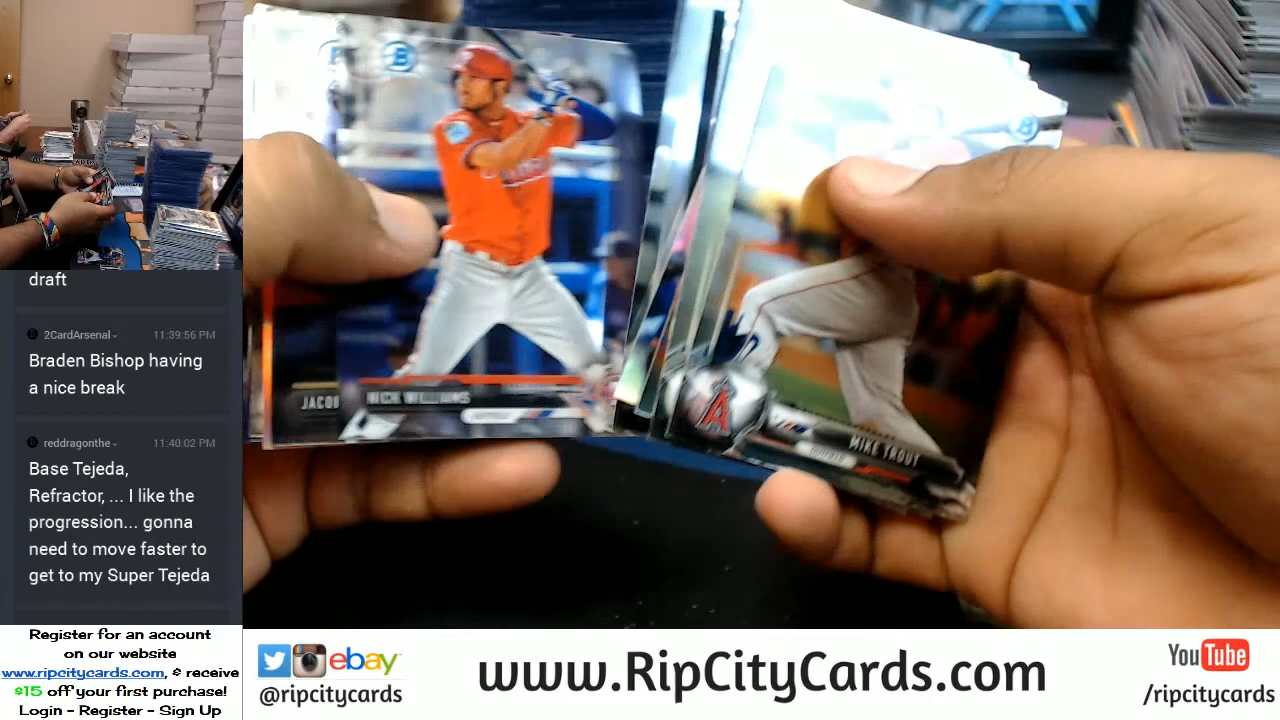 draft
2CardArsenal
11:39:56 PM
Braden Bishop having
a nice break
reddragonthe
11:40:02 PM
Base Tejeda,
Refractor, ... I like the
progression... gonna
need to move faster to
get to my Super Tejeda
Register for an account
on our website
www.ripcitycards.com, & receive
$15 off your first purchase!
Login - Register - Sign Up
B
JACO
NICK WILLIAMS
A
MIKE TROUT
ebay
@ripcitycards
www.RipCityCards.com
YouTube
/ripcitycards